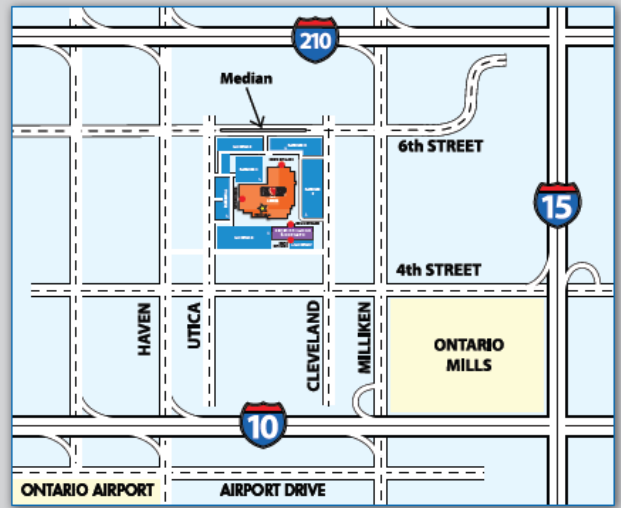 210
Median
6th STREET
15
4th STREET
HAVEN
UTICA
CLEVELAND
MILLIKEN
ONTARIO
MILLS
10
ONTARIO AIRPORT
AIRPORT DRIVE